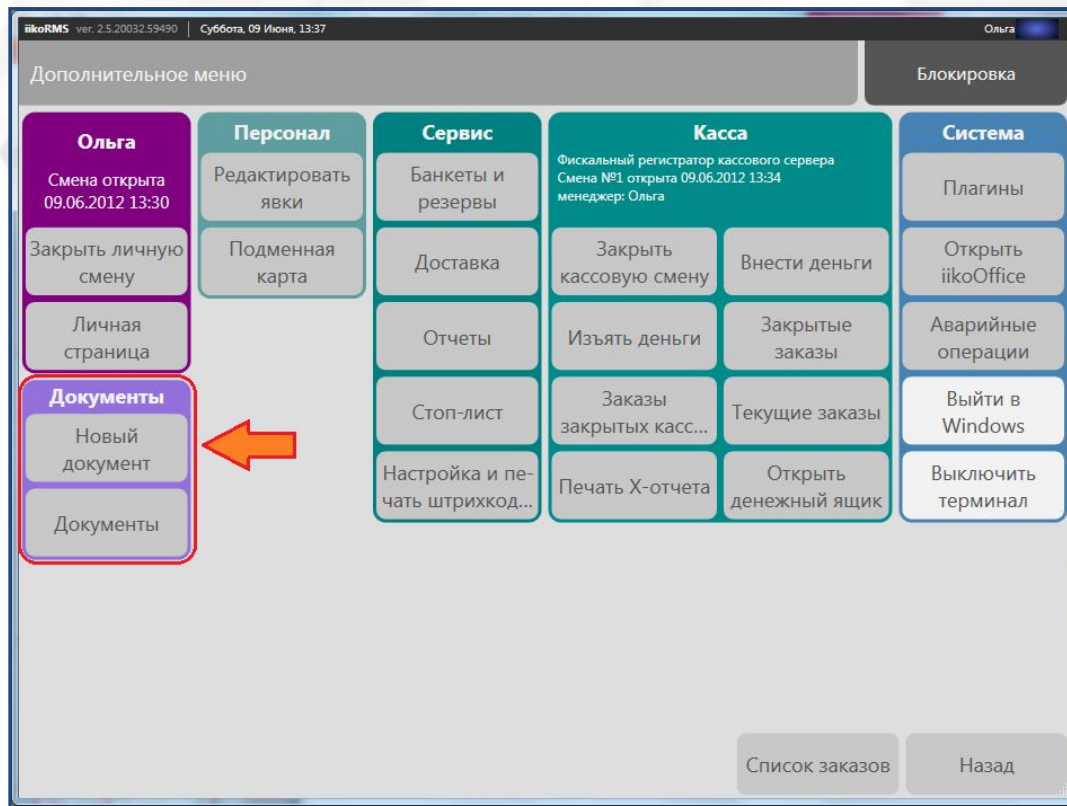 iikoRMS ver. 2.5.20032.59490 | Суббота, 09 Июня, 13:37
Ольга
Дополнительное меню
Блокировка
Ольга
Смена открыта
09.06.2012 13:30
Закрыть личную
смену
Личная
страница
Документы
Новый
документ
Документы
Персонал
Редактировать
явки
Подменная
карта
Сервис
Банкеты и
резервы
Доставка
Отчеты
Стоп-лист
Настройка и пе-
чать штрихкод...
Касса
Фискальный регистратор кассового сервера
Смена №1 открыта 09.06.2012 13:34
менеджер: Ольга
Закрыть
кассовую смену
Внести деньги
Изъять деньги
Закрытые
заказы
Заказы
закрытых касс...
Текущие заказы
Печать X-отчета
Открыть
денежный ящик
Система
Плагины
Открыть
iikoOffice
Аварийные
операции
Выйти в
Windows
Выключить
терминал
Список заказов
Назад